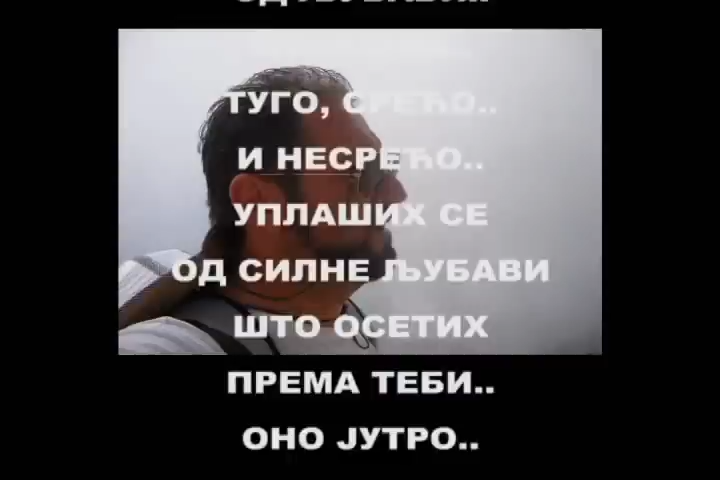 ТУГО, СРЕЋО..
И НЕСРЕЋО..
УПЛАШИХ СЕ
ОД СИЛНЕ ЉУБАВИ
ШТО ОСЕТИХ
ПРЕМА ТЕБИ..
ОНО ЈУТРО..